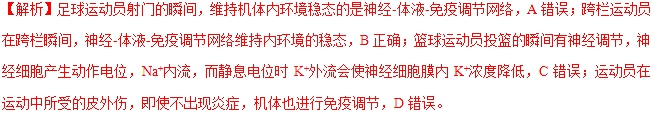 【解析】足球运动员射门的瞬间，维持机体内环境稳态的是神经-体液-免疫调节网络，A 错误；跨栏运动员
在跨栏瞬间，神经-体液-免疫调节网络维持内环境的稳态，B 正确；篮球运动员投篮的瞬间有神经调节，神
经细胞产生动作电位，Na⁺内流，而静息电位时 K⁺外流会使神经细胞膜内 K⁺浓度降低，C 错误；运动员在
运动中所受的皮外伤，即使不出现炎症，机体也进行免疫调节，D 错误。